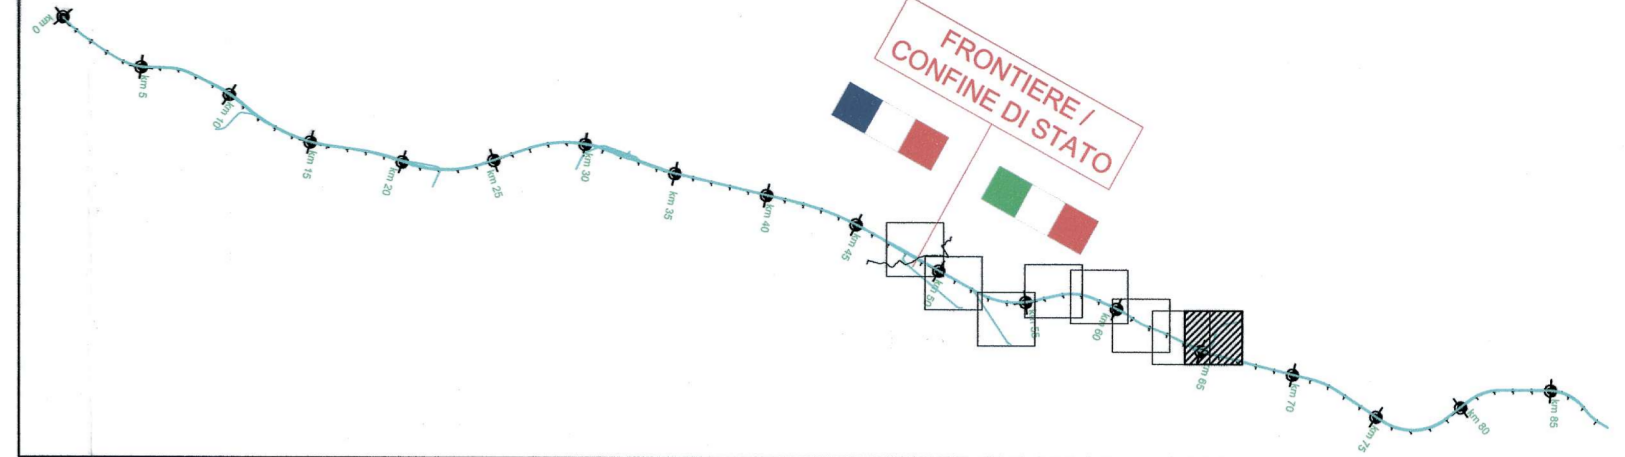 FRONTIERE /
CONFINE DI STATO
km 0
km 5
km 10
km 15
km 20
km 25
km 30
km 35
km 40
km 45
km 50
km 55
km 60
km 65
km 70
km 75
km 80
km 85